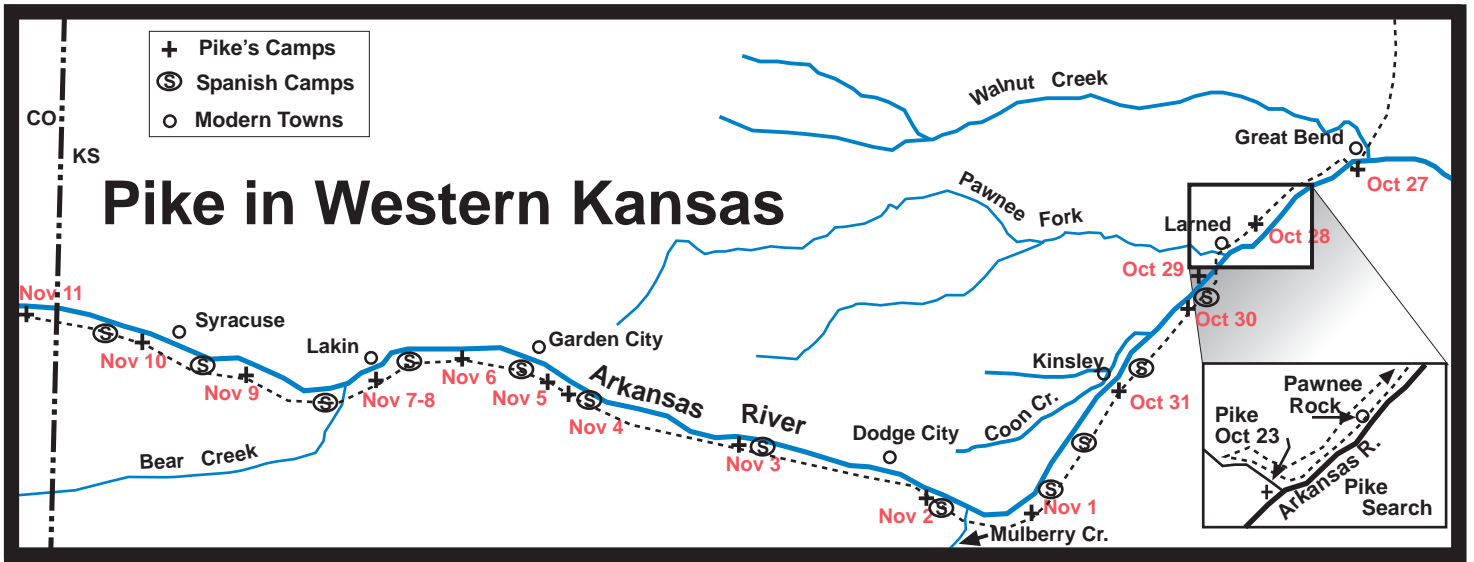 Pike's Camps
S Spanish Camps
Modern Towns
CO
KS
Pike in Western Kansas
Walnut Creek
Great Bend
Oct 27
Pawnee Fork
Larned
Oct 28
Oct 29
S
Oct 30
Nov 11
Syracuse
S
Nov 10
S
Nov 9
Lakin
S
S
Nov 7-8
Nov 6
Garden City
S
Nov 5
S
Nov 4
Arkansas River
Bear Creek
S
Nov 3
Dodge City
Kinsley
S
Oct 31
Coon Cr.
S
S
Nov 1
S
Nov 2
Mulberry Cr.
Pawnee
Rock
Pike
Oct 23
Arkansas R.
Pike
Search